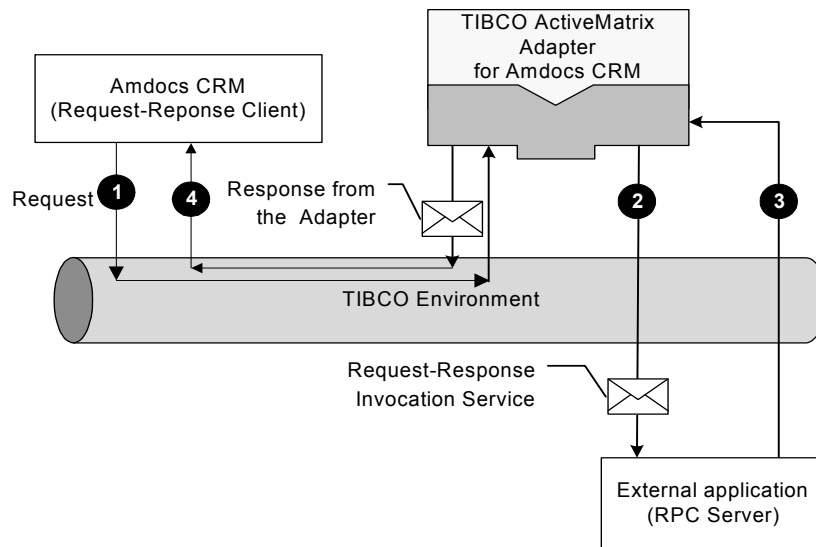 TIBCO ActiveMatrix
Adapter
for Amdocs CRM
Amdocs CRM
(Request-Reponse Client)
Request
1
4
Response from
the Adapter
2
3
TIBCO Environment
Request-Response
Invocation Service
External application
(RPC Server)